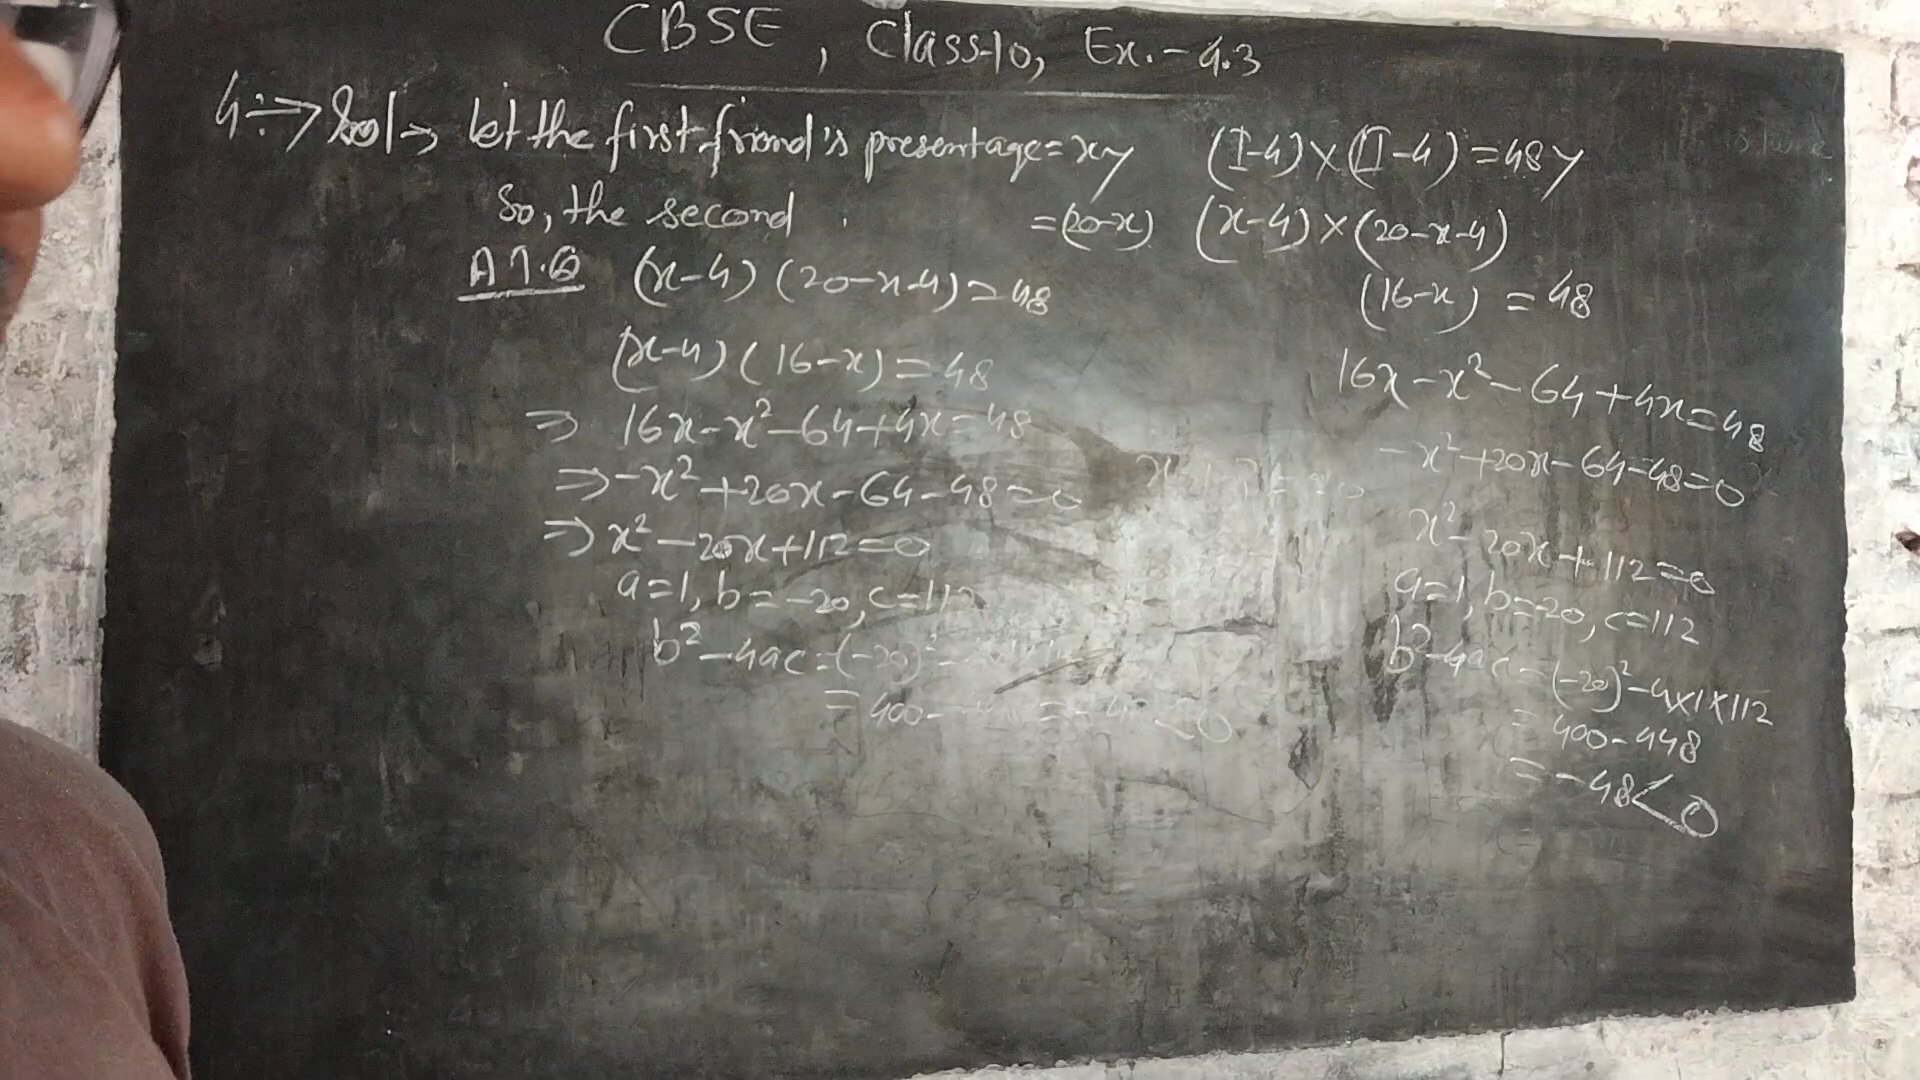 CBSE, Class-10, Ex.-4.3
4 ÷→ Sol→ let the first friend's presentage = xy
So, the second = (20-x)
A T.Q (x-4) (20-x-4) = 48
(x-4) (16-x) = 48
⇒ 16x-x²-64+4x=48
⇒ -x²+20x-64-48=0
⇒ x²-20x+112=0
a=1, b=-20, c=112
b²-4ac=(-20)²
= 400- <0
(I-4)×(II-4)=48y
(x-4)×(20-x-4)
(16-x) = 48
16x-x²-64+4x=48
-x²+20x-64-48=0
x²-20x+112=0
a=1, b=-20, c=112
b²-4ac=(-20)²-4×1×112
= 400-448
= -48<0